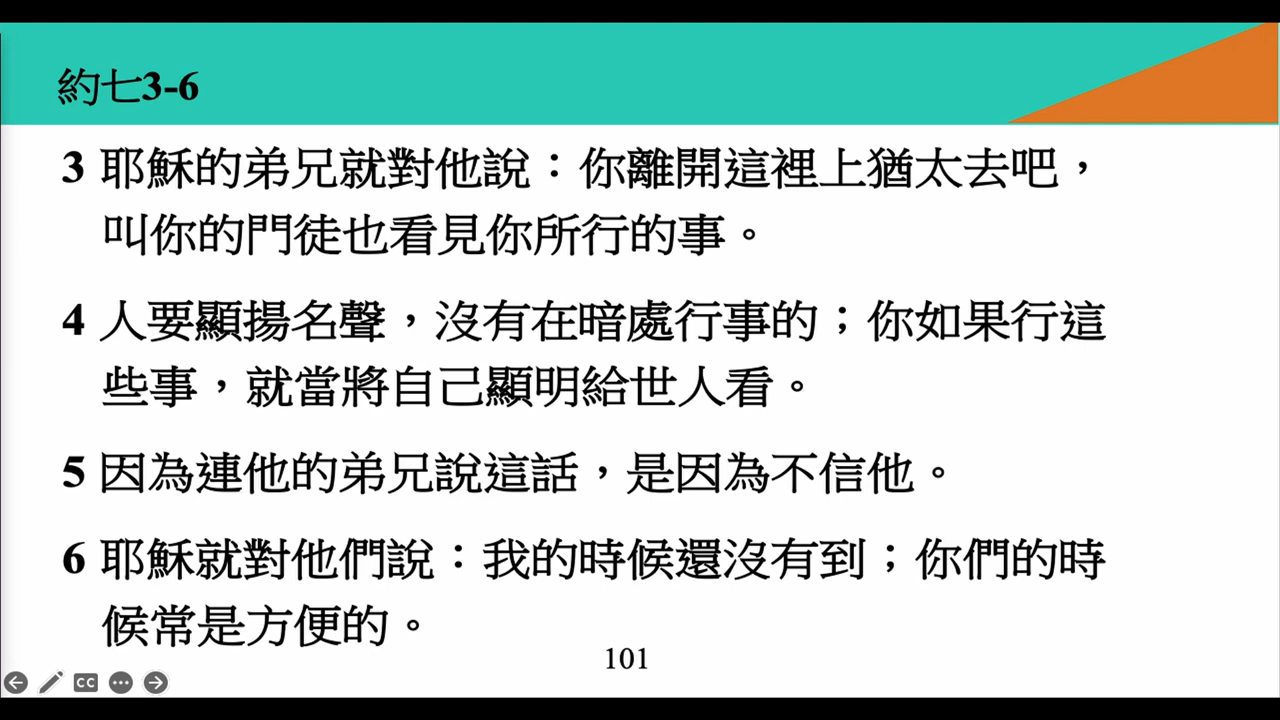 約七3-6
3 耶穌的弟兄就對他說：你離開這裡上猶太去吧，
叫你的門徒也看見你所行的事。
4 人要顯揚名聲，沒有在暗處行事的；你如果行這
些事，就當將自己顯明給世人看。
5 因為連他的弟兄說這話，是因為不信他。
6 耶穌就對他們說：我的時候還沒有到；你們的時
候常是方便的。
101
CC